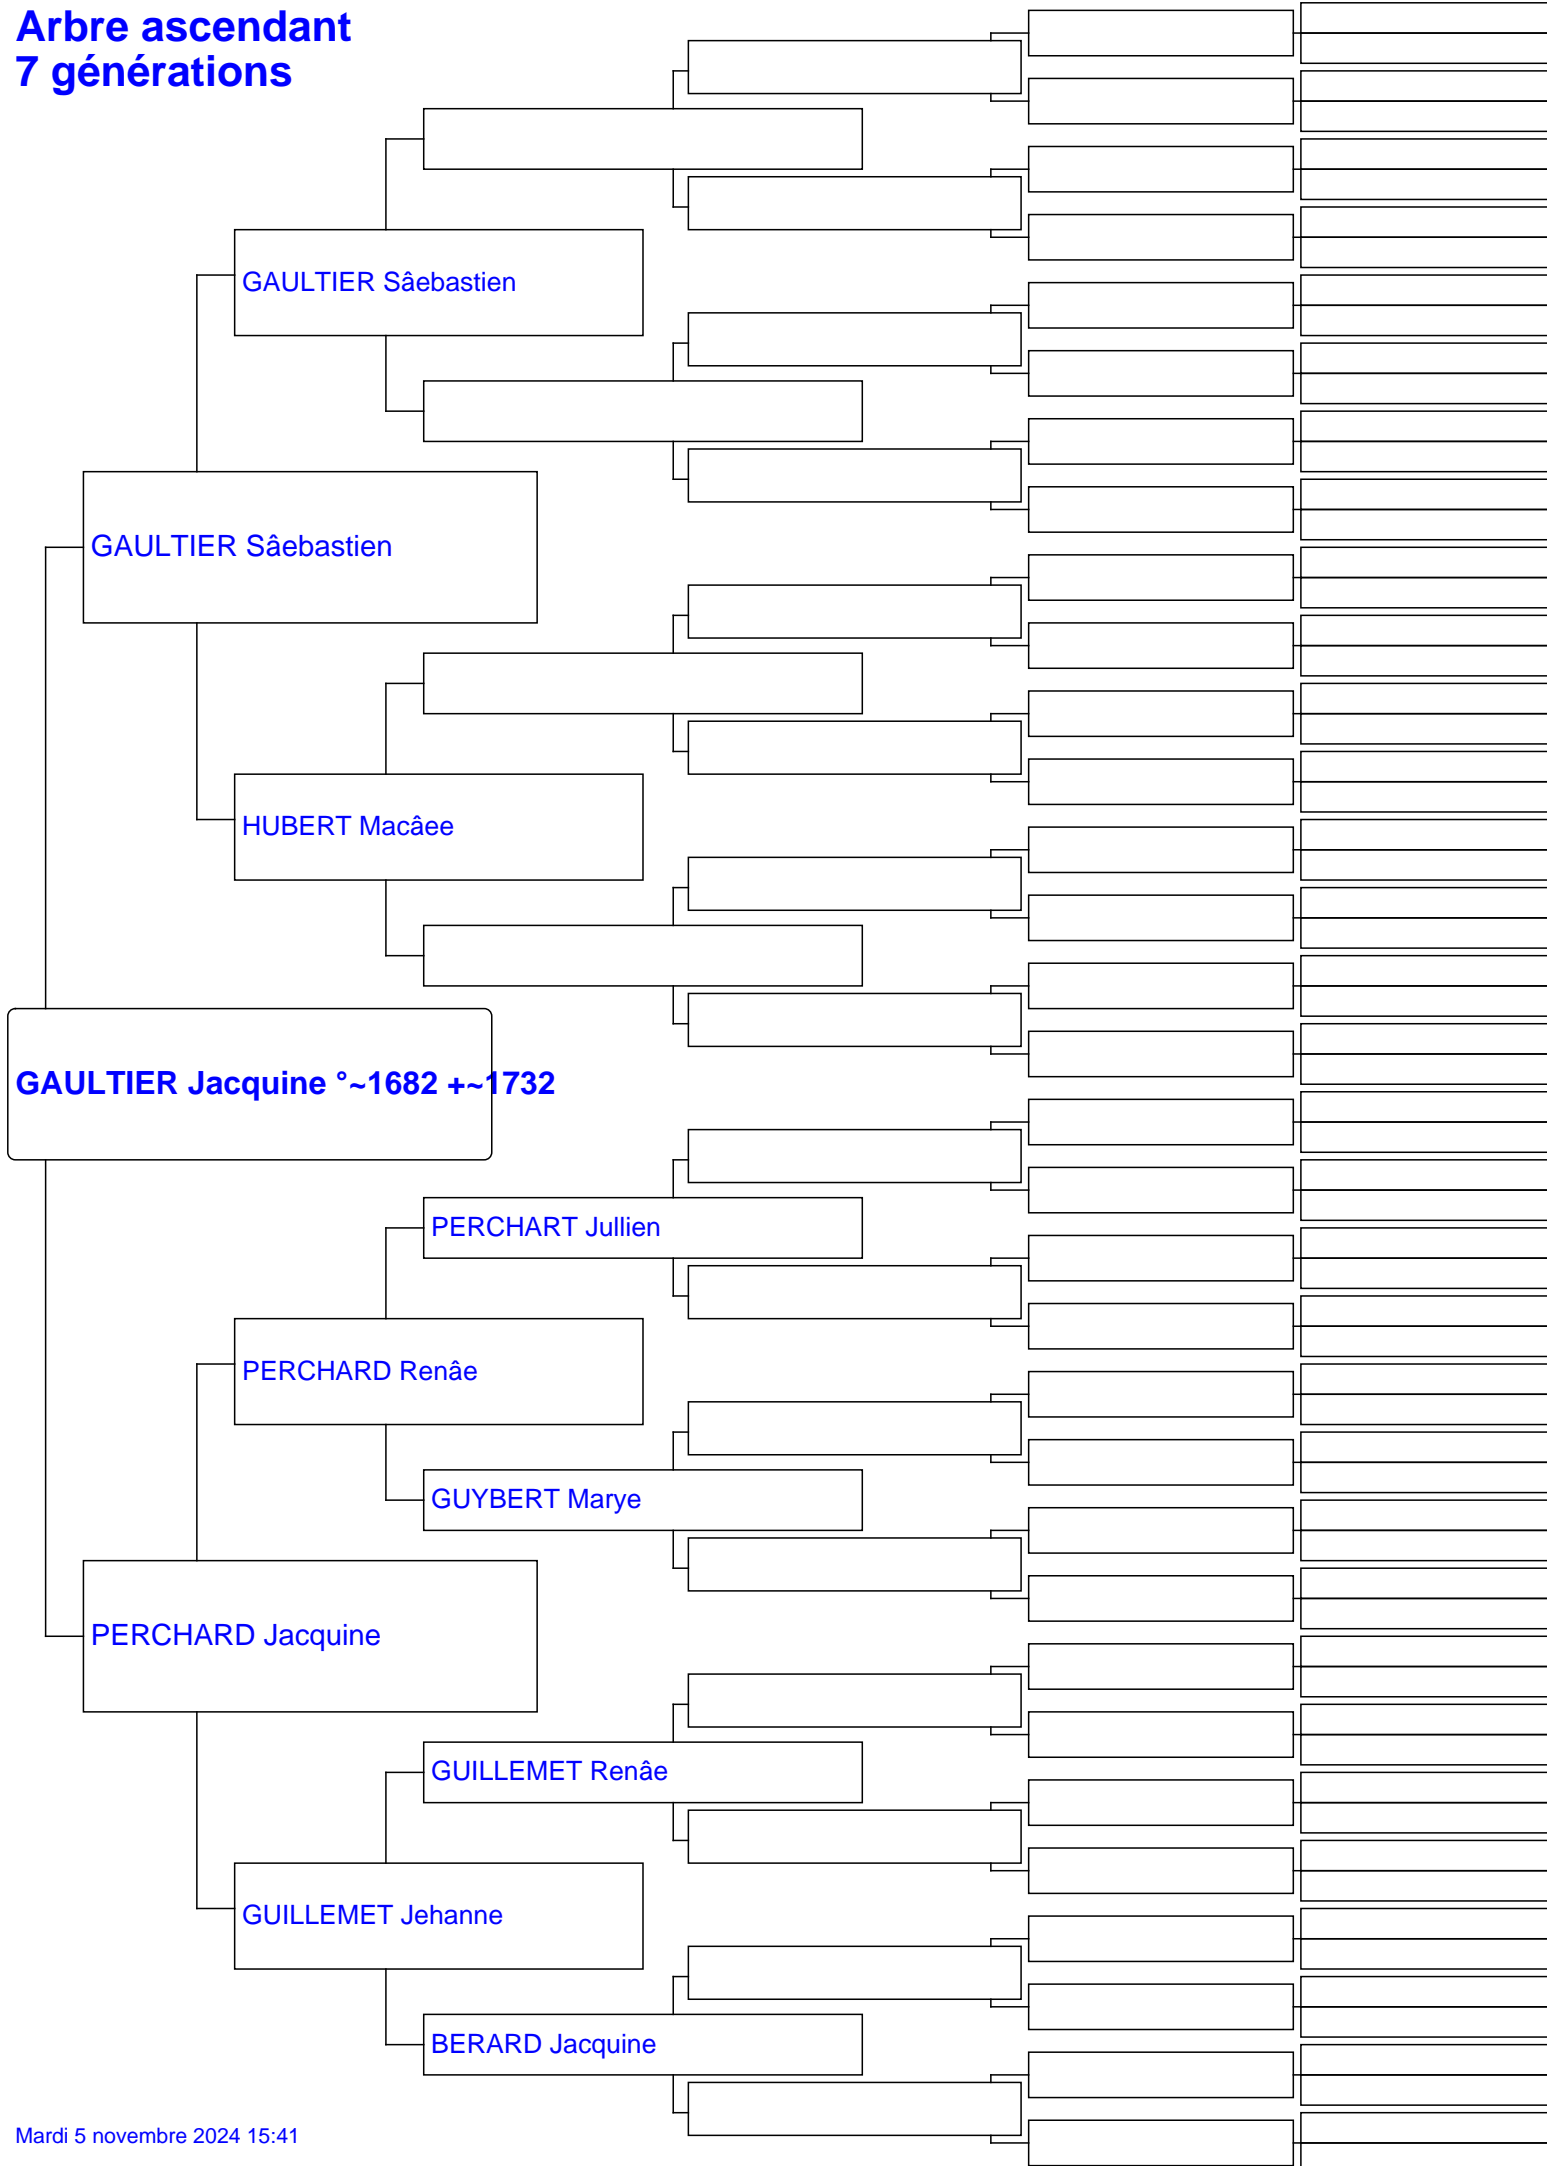 Arbre ascendant
7 générations
GAULTIER Sâebastien
GAULTIER Sâebastien
HUBERT Macâee
GAULTIER Jacquine °~1682 +~1732
PERCHART Jullien
PERCHARD Renâe
GUYBERT Marye
PERCHARD Jacquine
GUILLEMET Renâe
GUILLEMET Jehanne
BERARD Jacquine
Mardi 5 novembre 2024 15:41